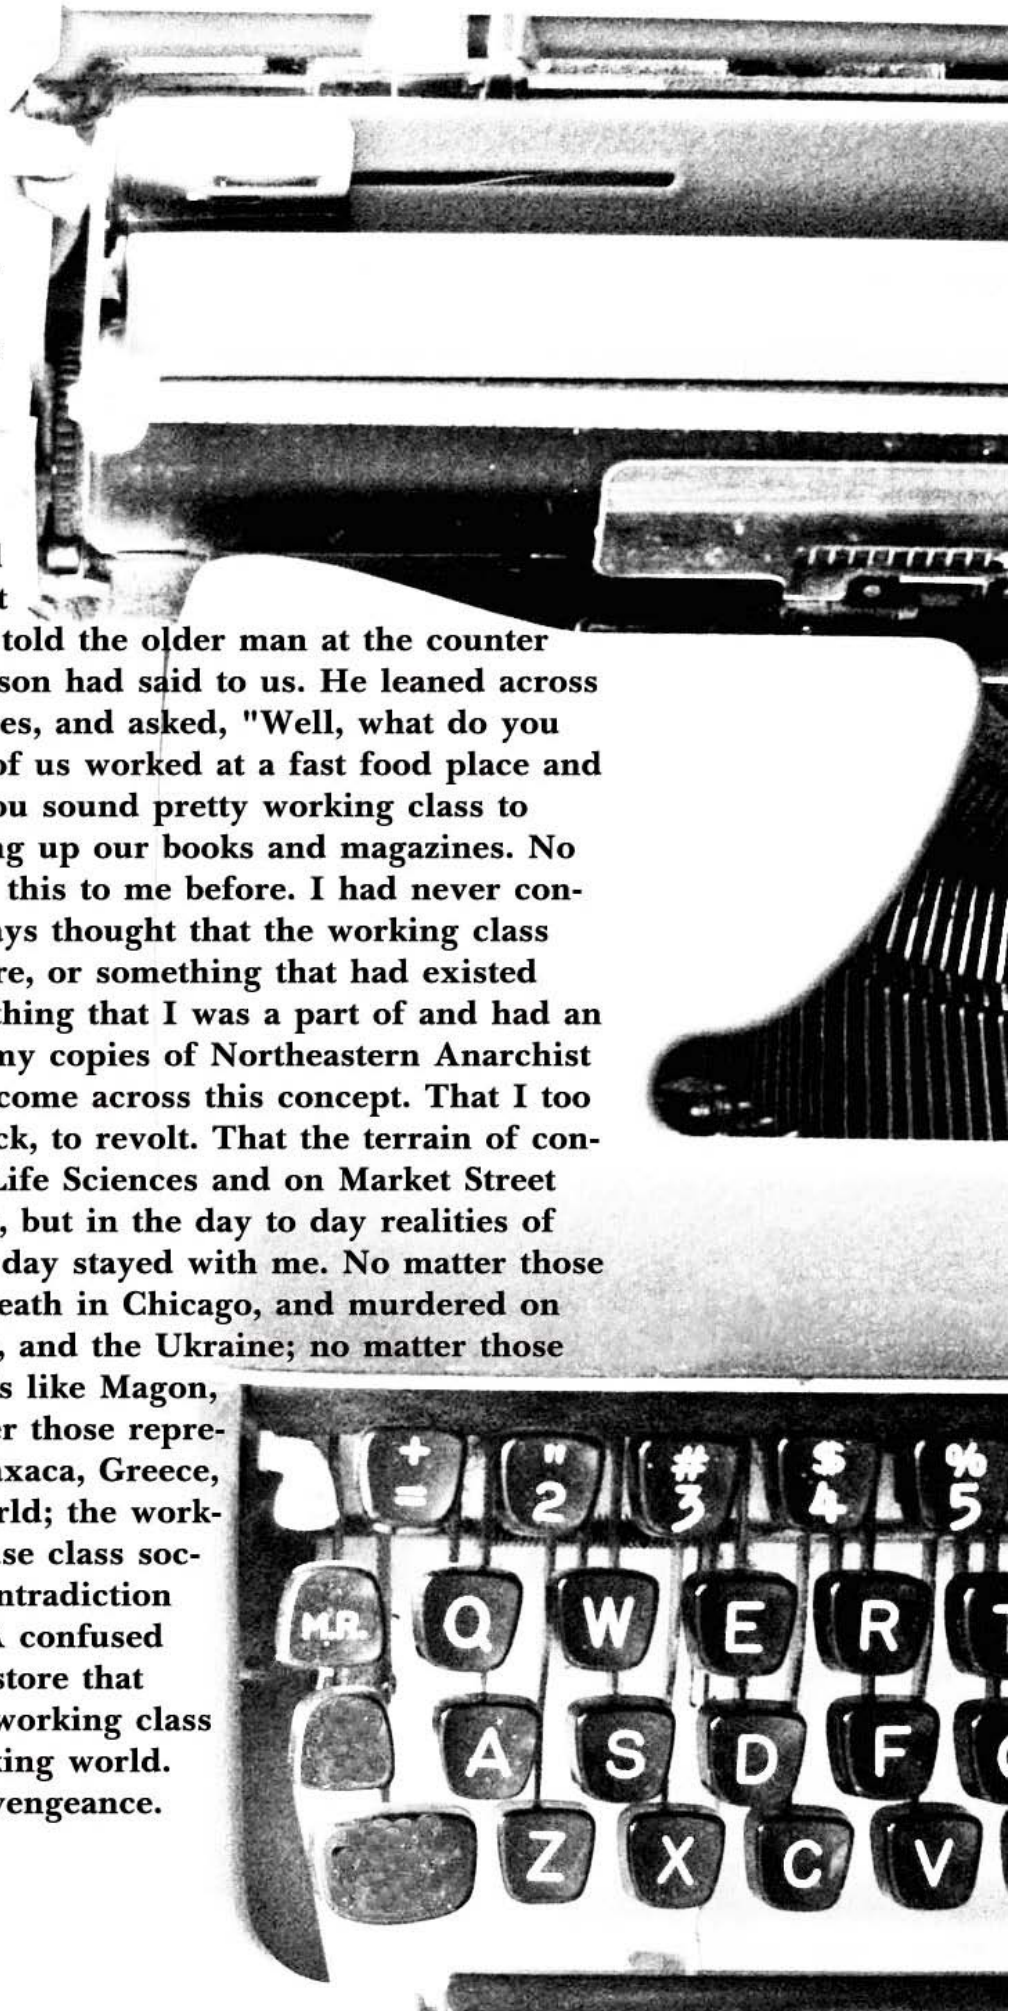 t
told the older man at the counter
son had said to us. He leaned across
es, and asked, "Well, what do you
of us worked at a fast food place and
ou sound pretty working class to
ng up our books and magazines. No
this to me before. I had never con-
ays thought that the working class
re, or something that had existed
thing that I was a part of and had an
my copies of Northeastern Anarchist
come across this concept. That I too
ck, to revolt. That the terrain of con-
Life Sciences and on Market Street
, but in the day to day realities of
day stayed with me. No matter those
eath in Chicago, and murdered on
, and the Ukraine; no matter those
s like Magon,
er those repre-
axaca, Greece,
rld; the work-
se class soc-
ntradiction
A confused
store that
working class
king world.
vengeance.
+ " # $ %
= 2 3 4 5
M.R. Q W E R
A S D F
Z X C V